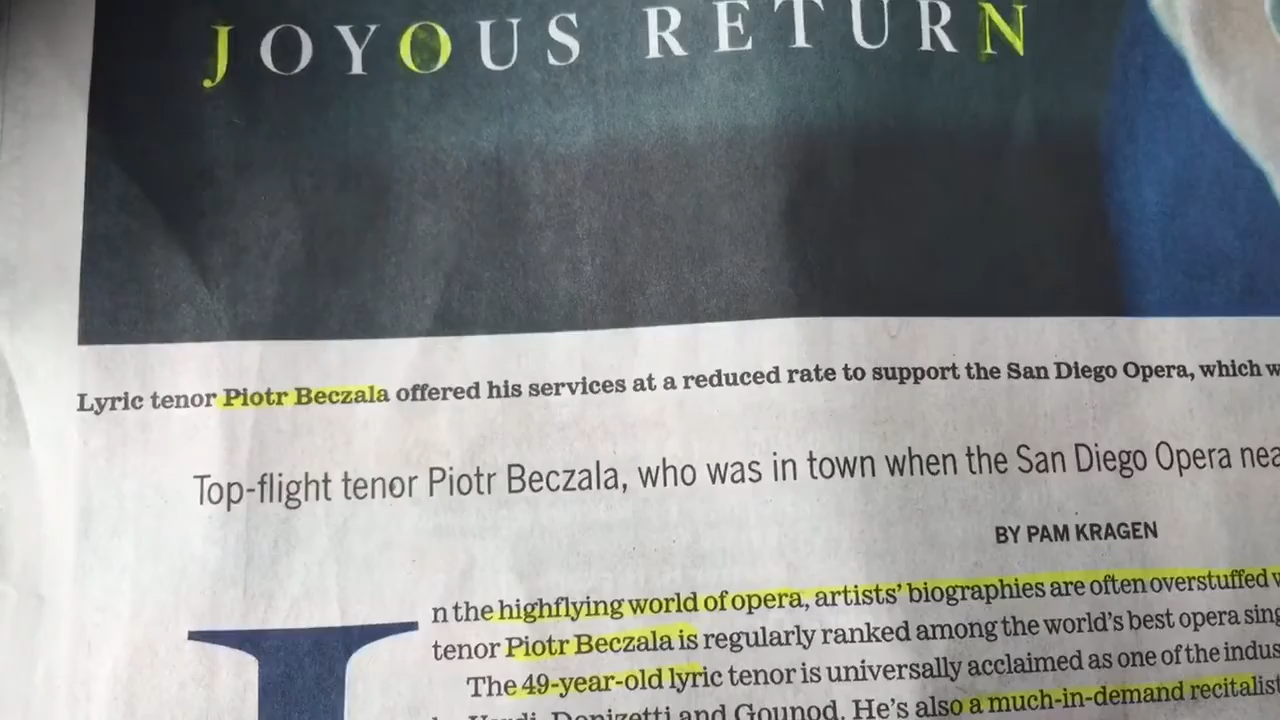 JOYOUS RETURN
Lyric tenor Piotr Beczala offered his services at a reduced rate to support the San Diego Opera, which
Top-flight tenor Piotr Beczala, who was in town when the San Diego Opera
BY PAM KRAGEN
I
n the highflying world of opera, artists' biographies are often overstuffed
tenor Piotr Beczala is regularly ranked among the world's best opera
The 49-year-old lyric tenor is universally acclaimed as one of the
Donizetti and Gounod. He's also a much-in-demand recitalist